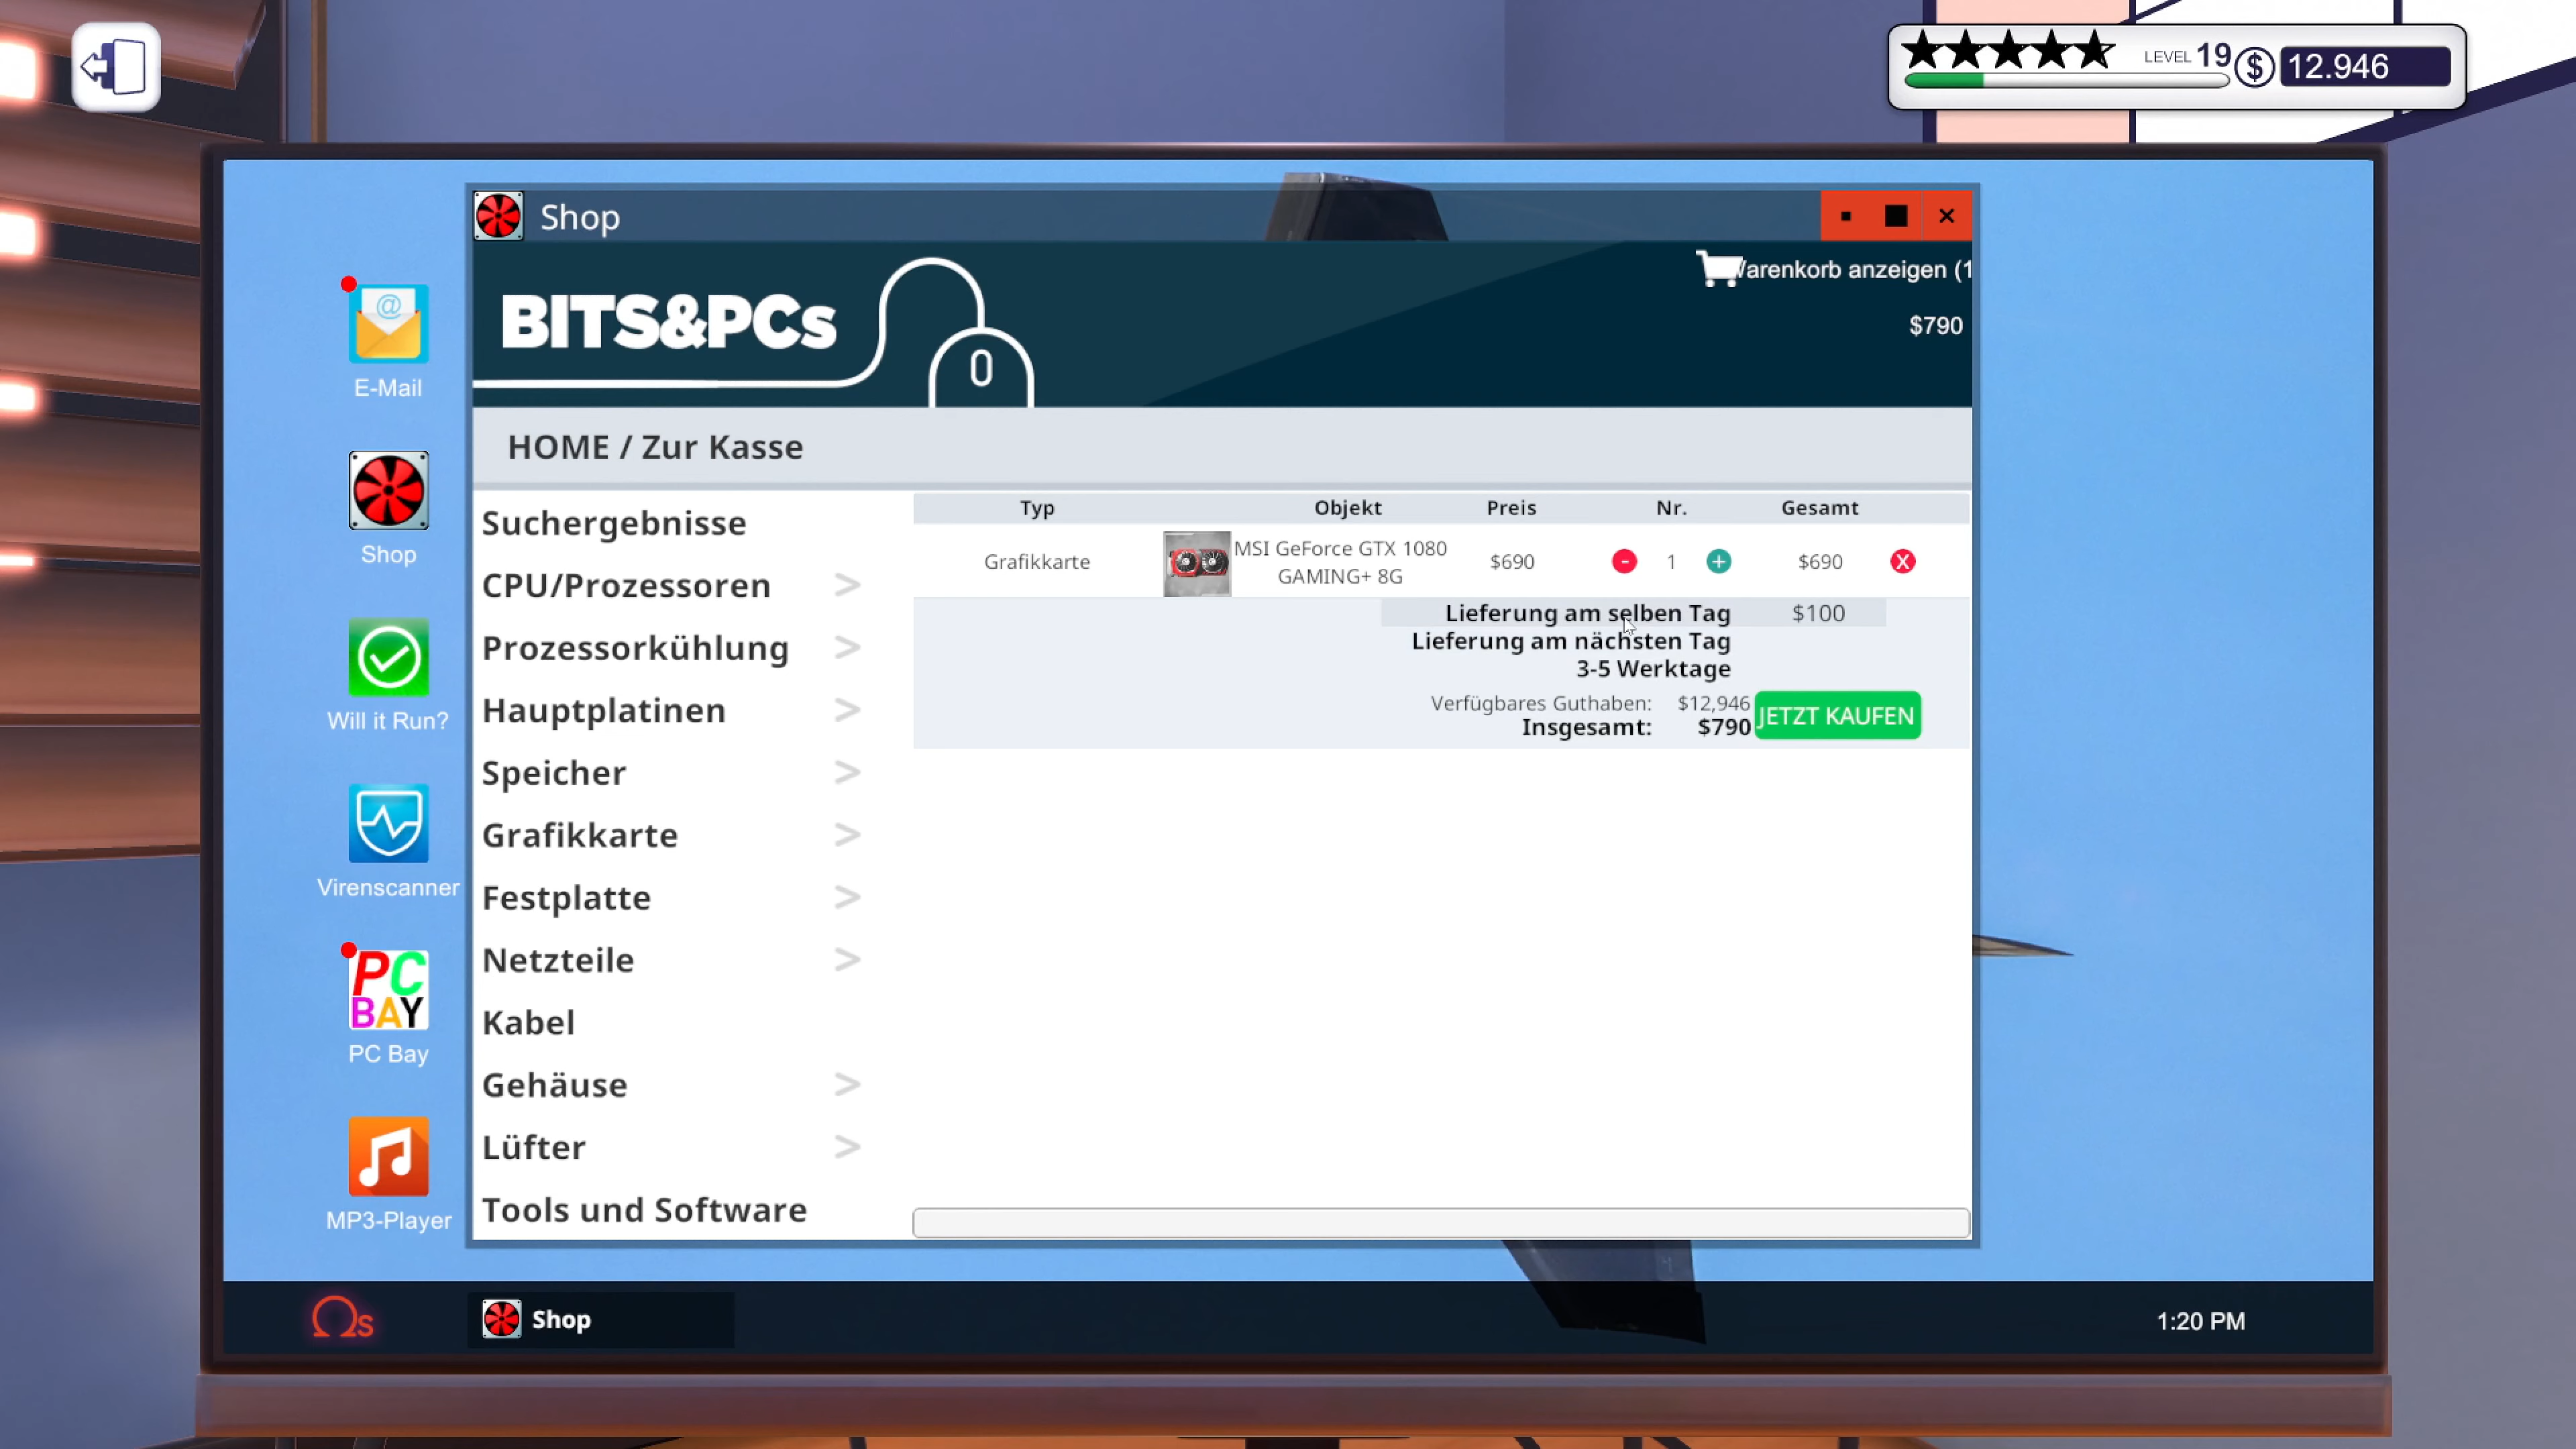 LEVEL 19 $ 12.946
Shop
arenkorb anzeigen (1
$790
BITS&PCs
HOME / Zur Kasse
E-Mail
Shop
Will it Run?
Virenscanner
PC BAY
PC Bay
MP3-Player
Suchergebnisse
CPU/Prozessoren >
Prozessorkühlung >
Hauptplatinen >
Speicher >
Grafikkarte >
Festplatte >
Netzteile >
Kabel
Gehäuse >
Lüfter >
Tools und Software
Typ Objekt Preis Nr. Gesamt
Grafikkarte MSI GeForce GTX 1080 GAMING+ 8G $690 - 1 + $690 X
Lieferung am selben Tag $100
Lieferung am nächsten Tag
3-5 Werktage
Verfügbares Guthaben: $12,946
Insgesamt: $790
JETZT KAUFEN
Ωs
Shop
1:20 PM